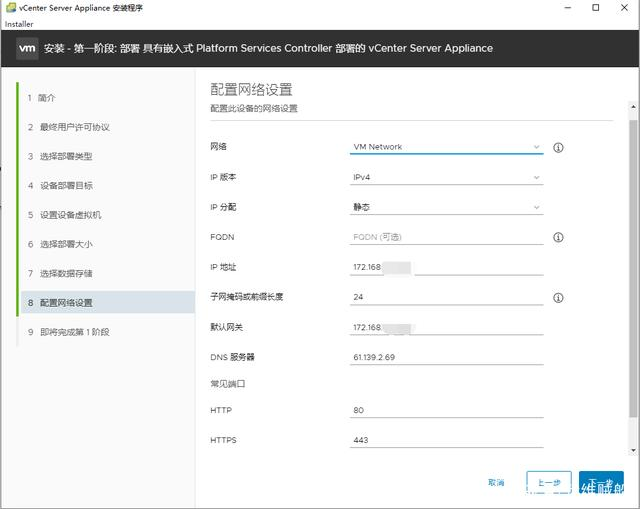 vCenter Server Appliance 安装程序
Installer
vm 安装 - 第一阶段: 部署 具有嵌入式 Platform Services Controller 部署的 vCenter Server Appliance
1 简介
2 最终用户许可协议
3 选择部署类型
4 设备部署目标
5 设置设备虚拟机
6 选择部署大小
7 选择数据存储
8 配置网络设置
9 即将完成第 1 阶段
配置网络设置
配置此设备的网络设置
网络 VM Network
IP 版本 IPv4
IP 分配 静态
FQDN FQDN (可选)
IP 地址 172.168
子网掩码或前缀长度 24
默认网关 172.168.
DNS 服务器 61.139.2.69
常见端口
HTTP 80
HTTPS 443
取消 上一步 下一步